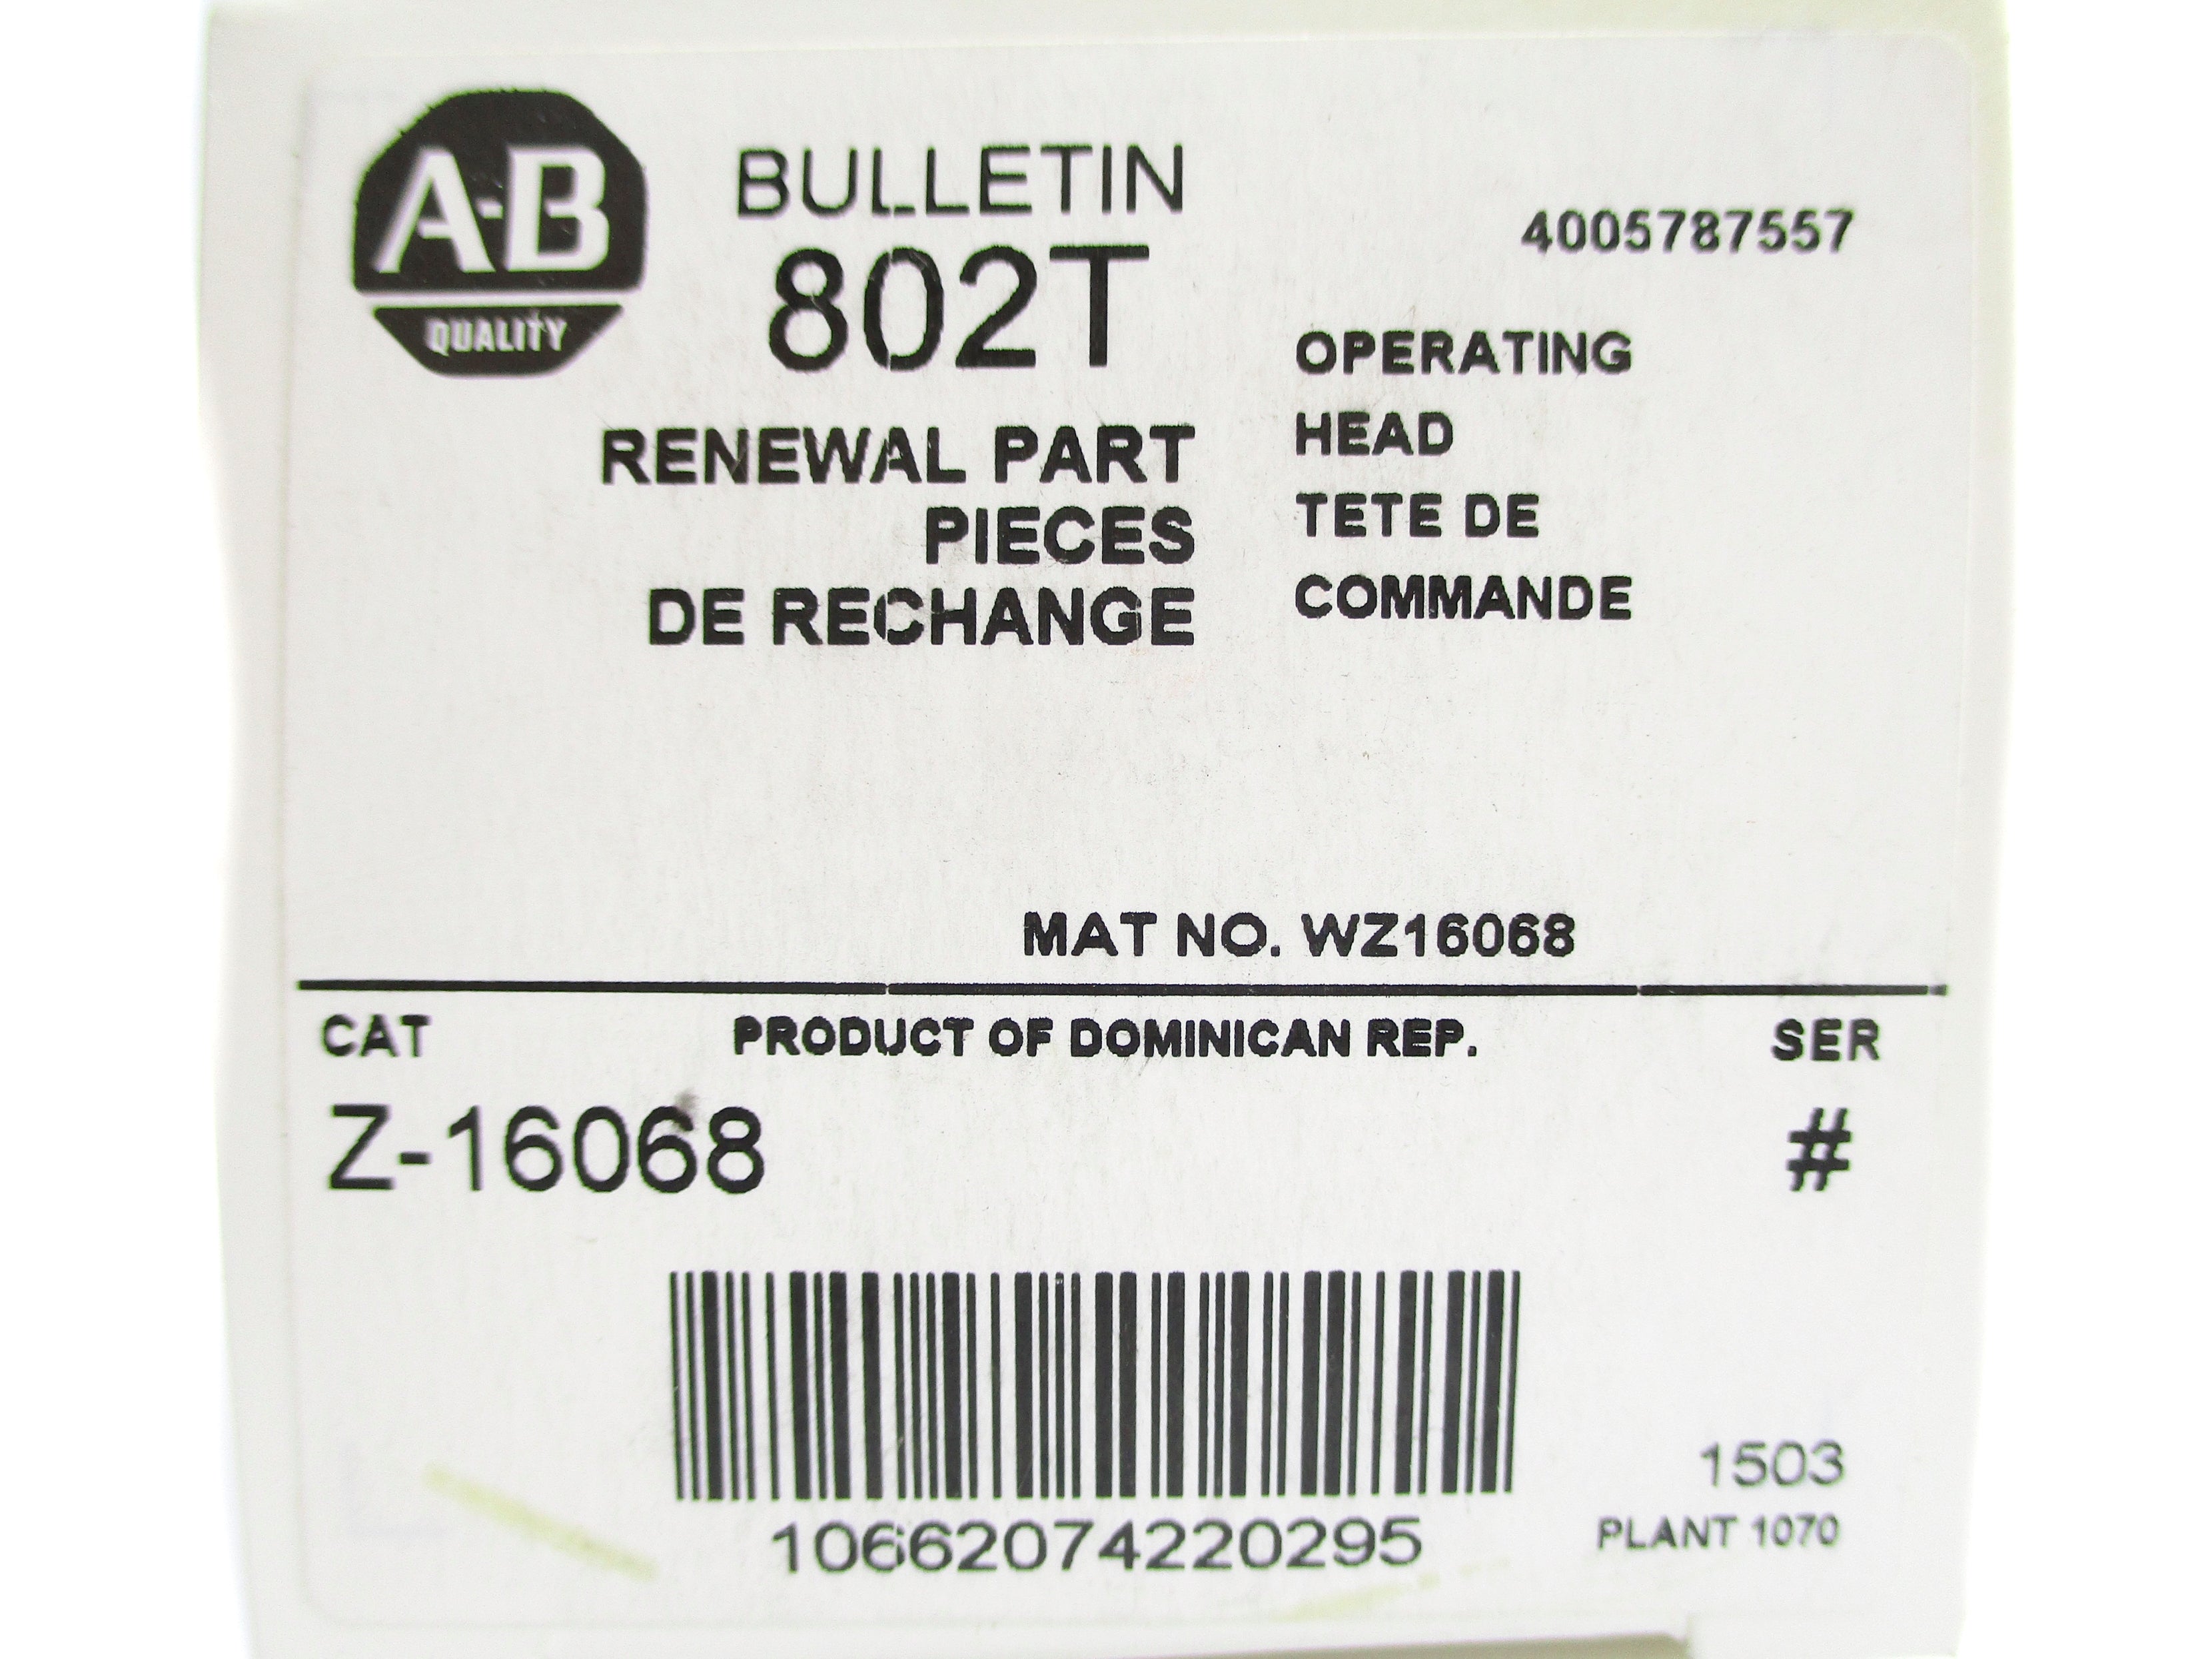 A-B
QUALITY
BULLETIN
802T
4005787557
RENEWAL PART
PIECES
DE RECHANGE
OPERATING
HEAD
TETE DE
COMMANDE
MAT NO. WZ16068
CAT
PRODUCT OF DOMINICAN REP.
SER
Z-16068
#
10662074220295
1503
PLANT 1070